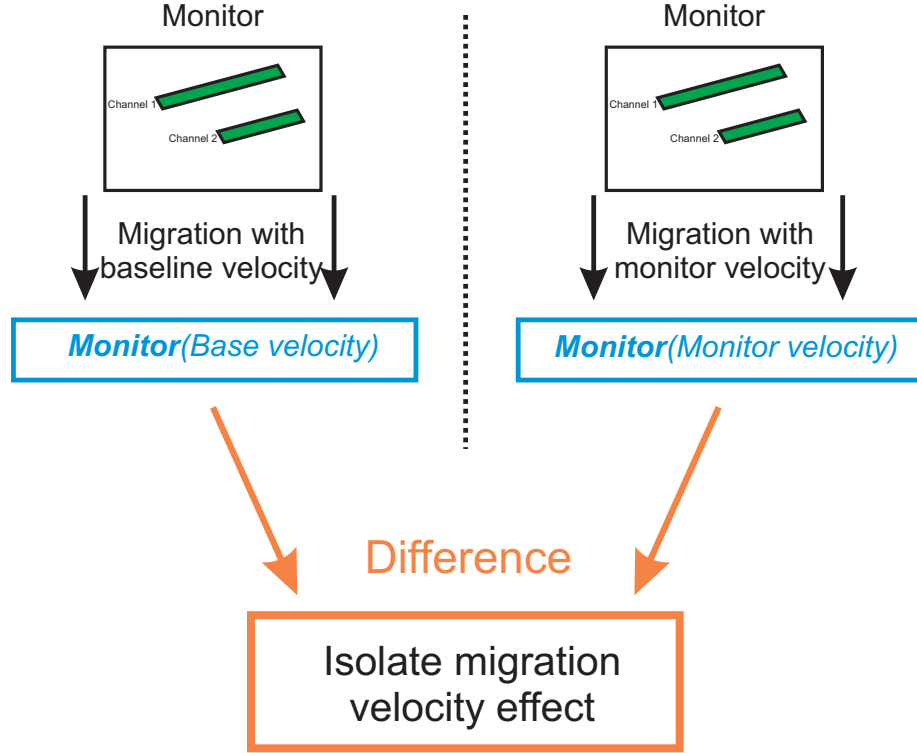 Monitor
Channel 1
Channel 2
Migration with
baseline velocity
Monitor(Base velocity)
Monitor
Channel 1
Channel 2
Migration with
monitor velocity
Monitor(Monitor velocity)
Difference
Isolate migration
velocity effect